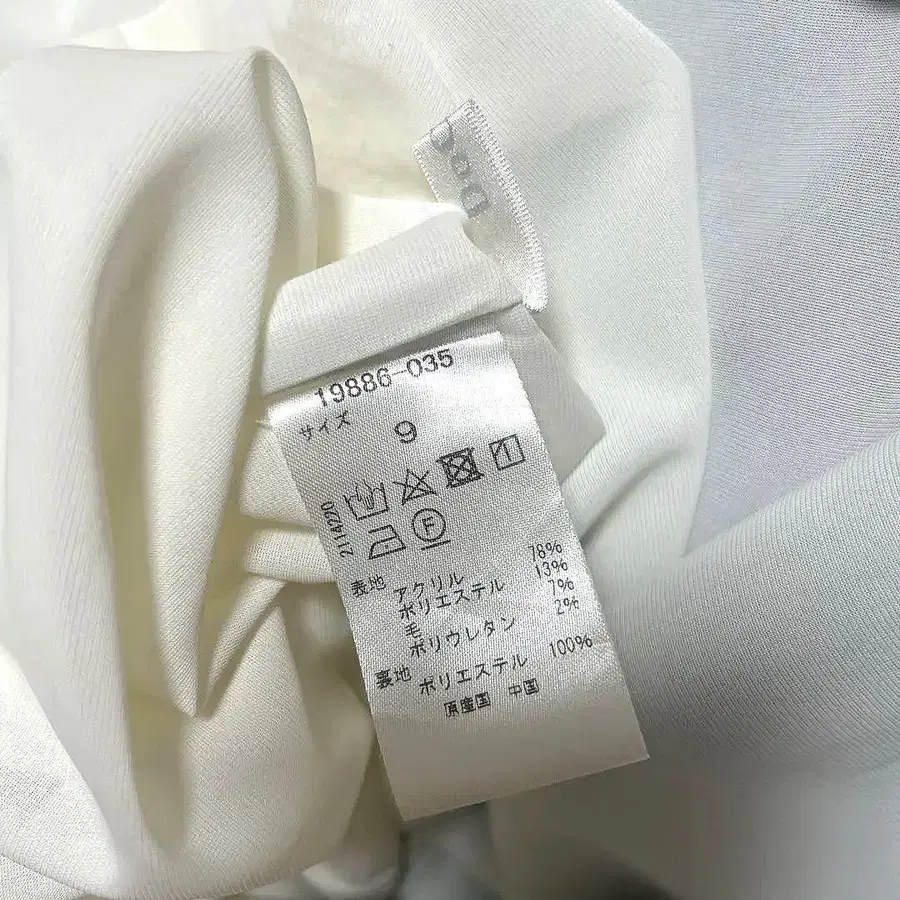 19886-035
サイズ
9
2114220
F
表地
アクリル 78%
ポリエステル 13%
毛 7%
ポリウレタン 2%
裏地
ポリエステル 100%
原産国 中国